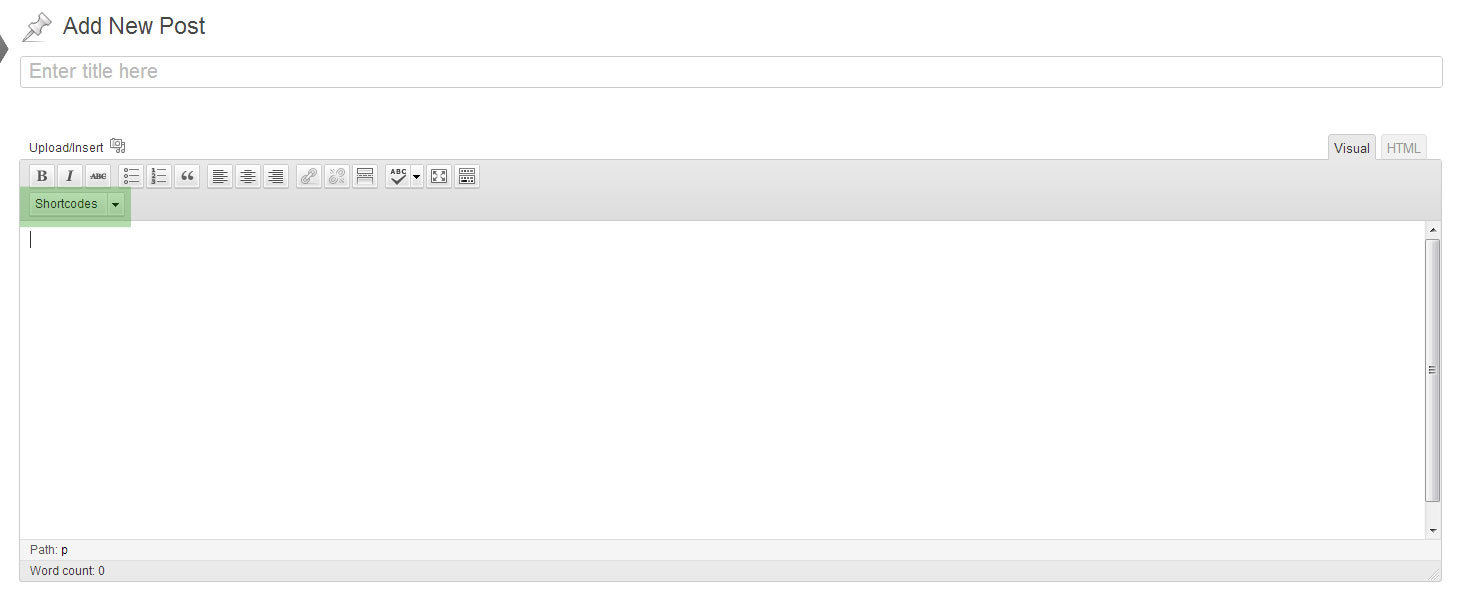 Add New Post
Enter title here
Upload/Insert
Visual HTML
B I ABC ABC
Shortcodes
Path: p
Word count: 0